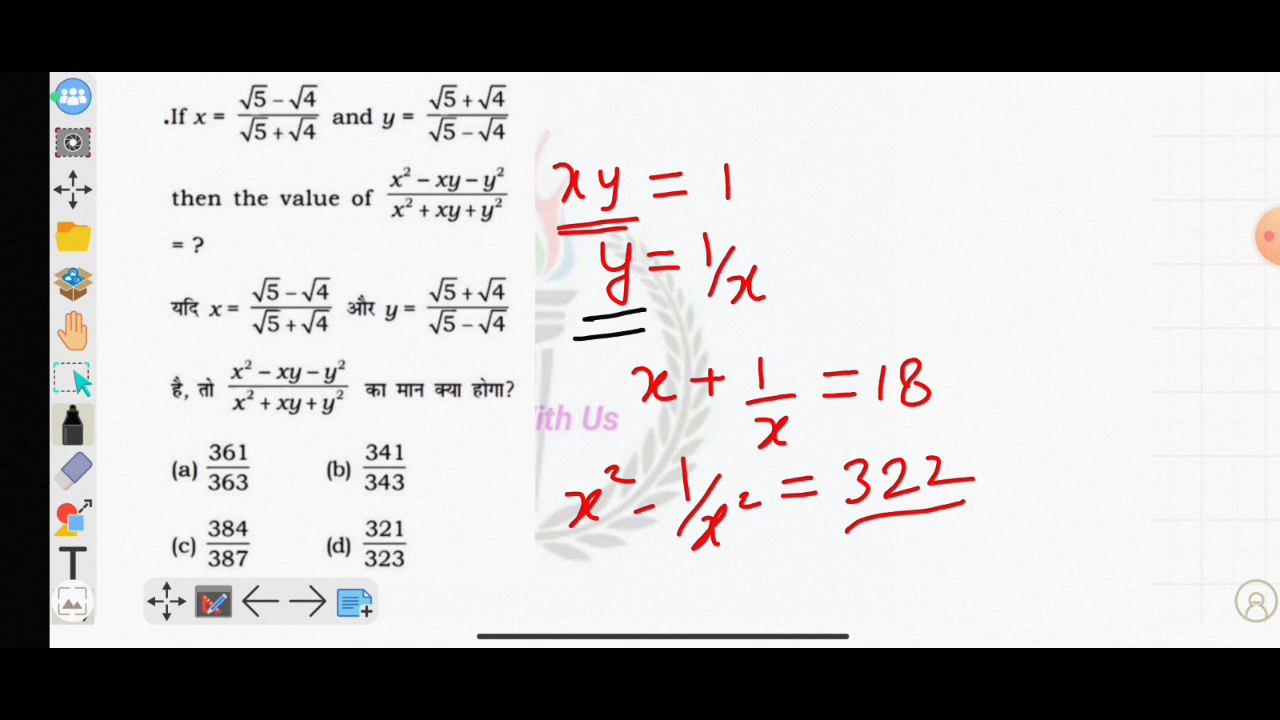 .If x = √5 − √4 / √5 + √4 and y = √5 + √4 / √5 − √4
then the value of x² − xy − y² / x² + xy + y²
= ?
यदि x = √5 − √4 / √5 + √4 और y = √5 + √4 / √5 − √4
है, तो x² − xy − y² / x² + xy + y² का मान क्या होगा?
(a) 361/363 (b) 341/343
(c) 384/387 (d) 321/323
xy = 1
y = 1/x
x + 1/x = 18
x² - 1/x² = 322
ith Us
T